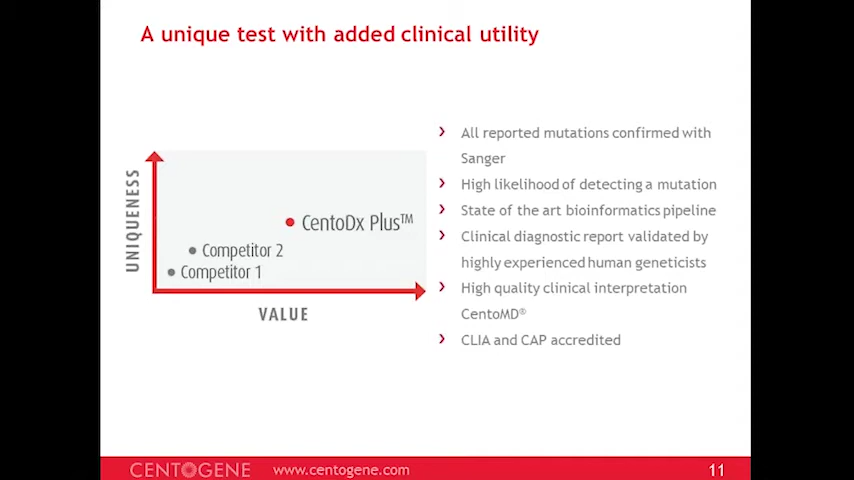 A unique test with added clinical utility
UNIQUENESS
CentoDx Plus™
Competitor 2
Competitor 1
VALUE
All reported mutations confirmed with
Sanger
High likelihood of detecting a mutation
State of the art bioinformatics pipeline
Clinical diagnostic report validated by
highly experienced human geneticists
High quality clinical interpretation
CentoMD®
CLIA and CAP accredited
CENTOGENE www.centogene.com 11